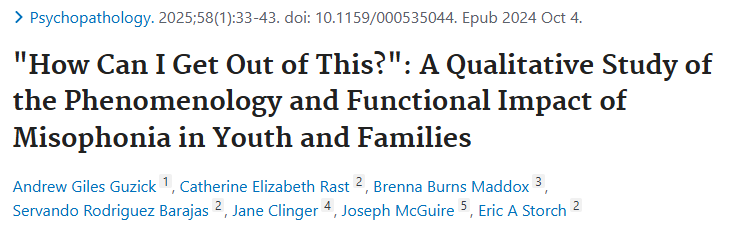 Psychopathology. 2025;58(1):33-43. doi: 10.1159/000535044. Epub 2024 Oct 4.
"How Can I Get Out of This?": A Qualitative Study of
the Phenomenology and Functional Impact of
Misophonia in Youth and Families
Andrew Giles Guzick 1, Catherine Elizabeth Rast 2, Brenna Burns Maddox 3,
Servando Rodriguez Barajas 2, Jane Clinger 4, Joseph McGuire 5, Eric A Storch 2